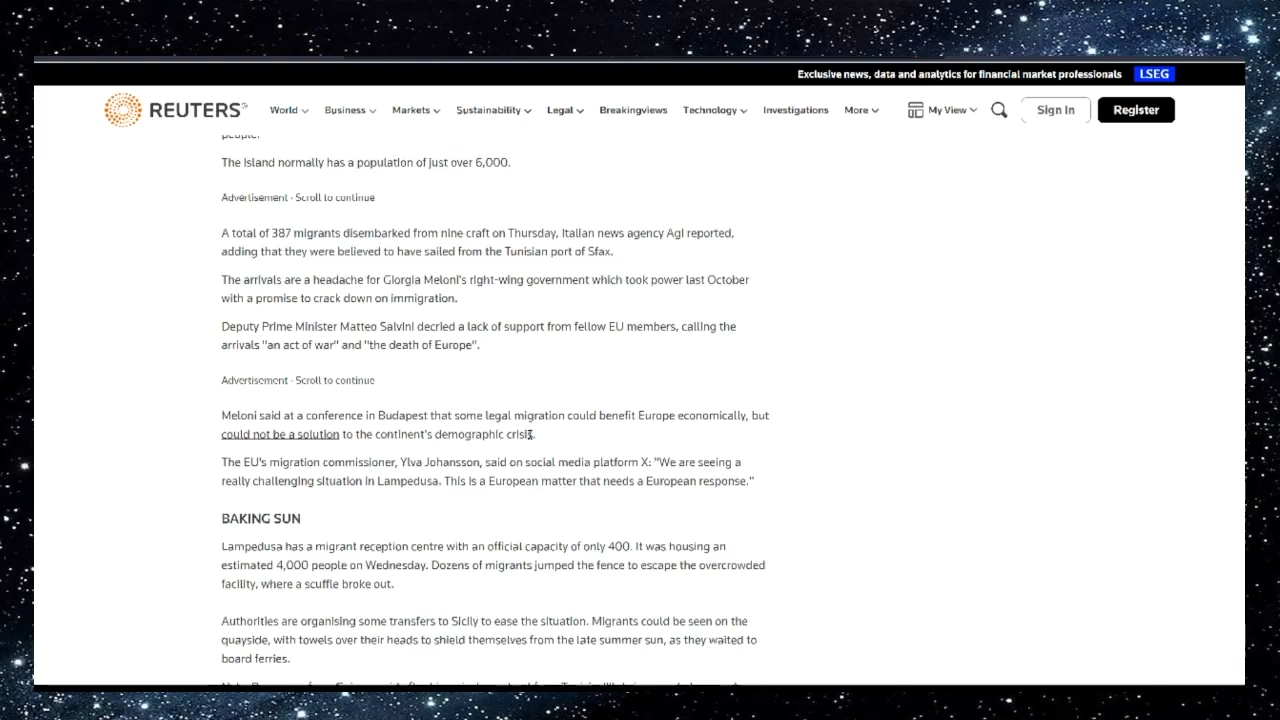 Exclusive news, data and analytics for financial market professionals LSEG
REUTERS World Business Markets Sustainability Legal Breakingviews Technology Investigations More My View Sign In Register
people.
The island normally has a population of just over 6,000.
Advertisement · Scroll to continue
A total of 387 migrants disembarked from nine craft on Thursday, Italian news agency AGI reported,
adding that they were believed to have sailed from the Tunisian port of Sfax.
The arrivals are a headache for Giorgia Meloni's right-wing government which took power last October
with a promise to crack down on immigration.
Deputy Prime Minister Matteo Salvini decried a lack of support from fellow EU members, calling the
arrivals "an act of war" and "the death of Europe".
Advertisement · Scroll to continue
Meloni said at a conference in Budapest that some legal migration could benefit Europe economically, but
could not be a solution to the continent's demographic crisis.
The EU's migration commissioner, Ylva Johansson, said on social media platform X: "We are seeing a
really challenging situation in Lampedusa. This is a European matter that needs a European response."
BAKING SUN
Lampedusa has a migrant reception centre with an official capacity of only 400. It was housing an
estimated 4,000 people on Wednesday. Dozens of migrants jumped the fence to escape the overcrowded
facility, where a scuffle broke out.
Authorities are organising some transfers to Sicily to ease the situation. Migrants could be seen on the
quayside, with towels over their heads to shield themselves from the late summer sun, as they waited to
board ferries.